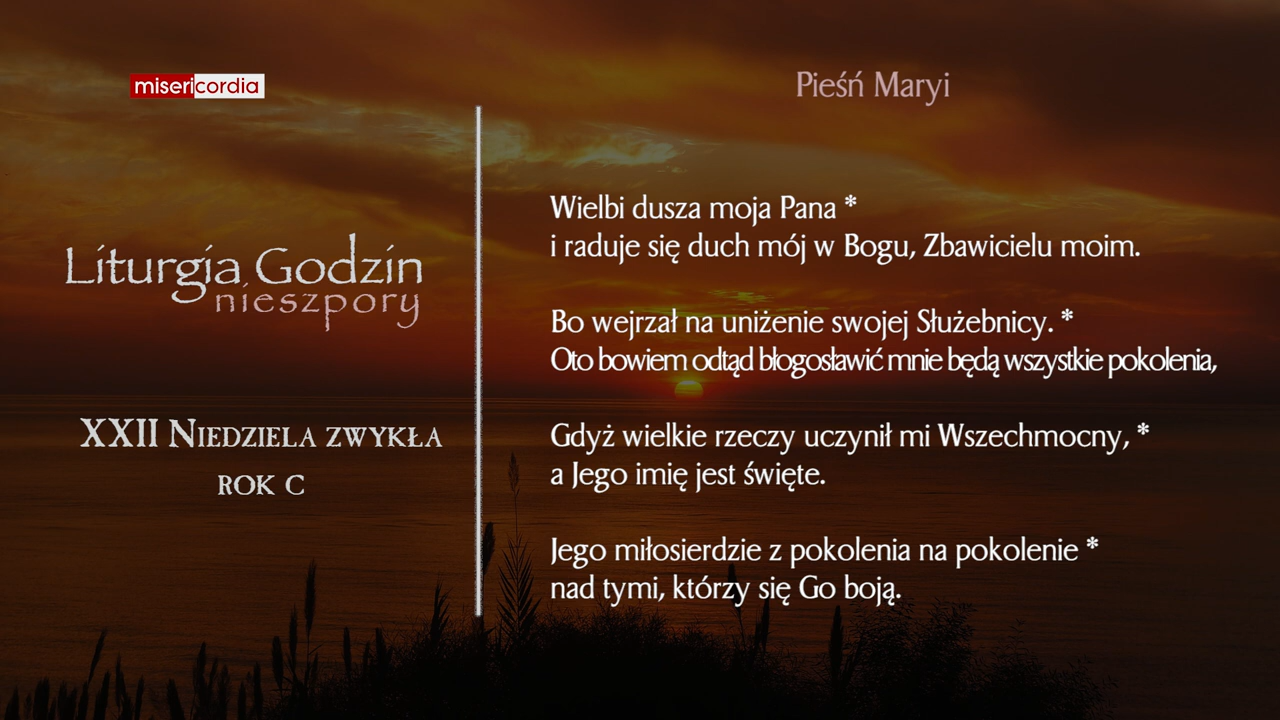 misericordia
Liturgia Godzin
nieszpory
XXII Niedziela zwykła
rok C
Pieśń Maryi
Wielbi dusza moja Pana *
i raduje się duch mój w Bogu, Zbawicielu moim.
Bo wejrzał na uniżenie swojej Służebnicy. *
Oto bowiem odtąd błogosławić mnie będą wszystkie pokolenia,
Gdyż wielkie rzeczy uczynił mi Wszechmocny, *
a Jego imię jest święte.
Jego miłosierdzie z pokolenia na pokolenie *
nad tymi, którzy się Go boją.